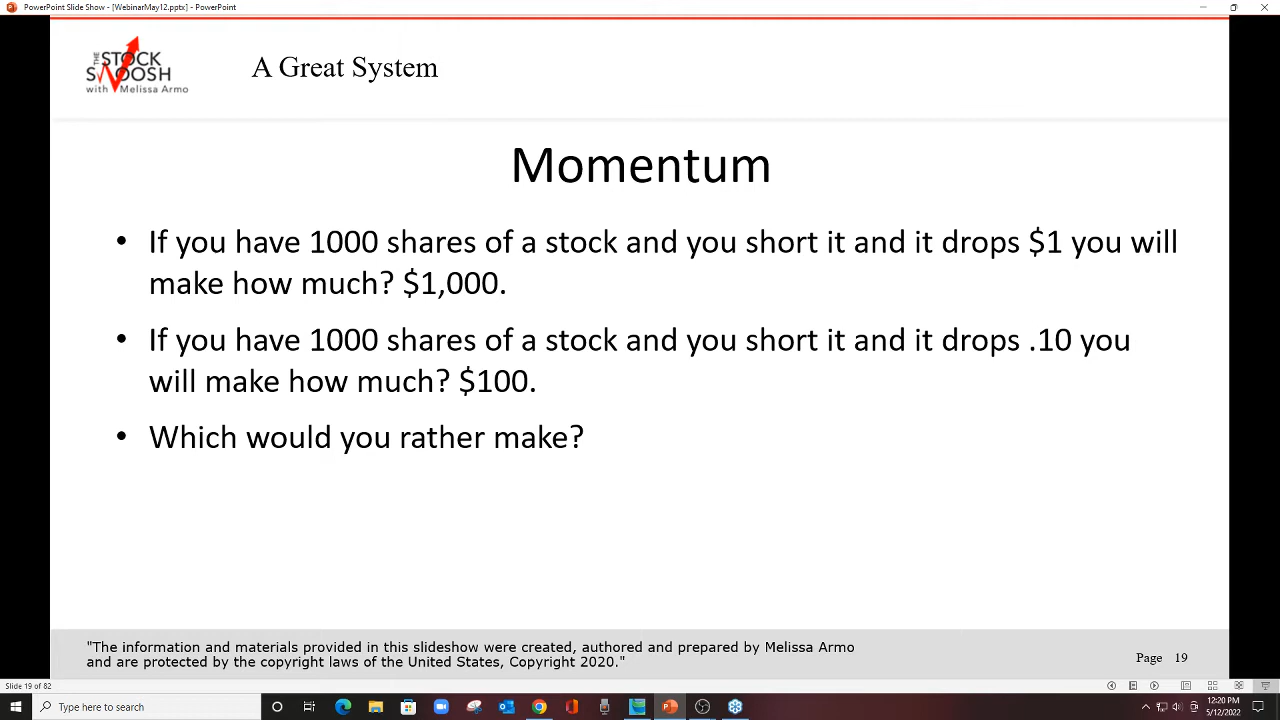 PowerPoint Slide Show - [WebinarMay12.pptx] - PowerPoint
THE
STOCK
SWOOSH
with Melissa Armo
A Great System
Momentum
• If you have 1000 shares of a stock and you short it and it drops $1 you will
make how much? $1,000.
• If you have 1000 shares of a stock and you short it and it drops .10 you
will make how much? $100.
• Which would you rather make?
"The information and materials provided in this slideshow were created, authored and prepared by Melissa Armo
and are protected by the copyright laws of the United States, Copyright 2020."
Page 19
Slide 19 of 82
Type here to search
12:20 PM
5/12/2022